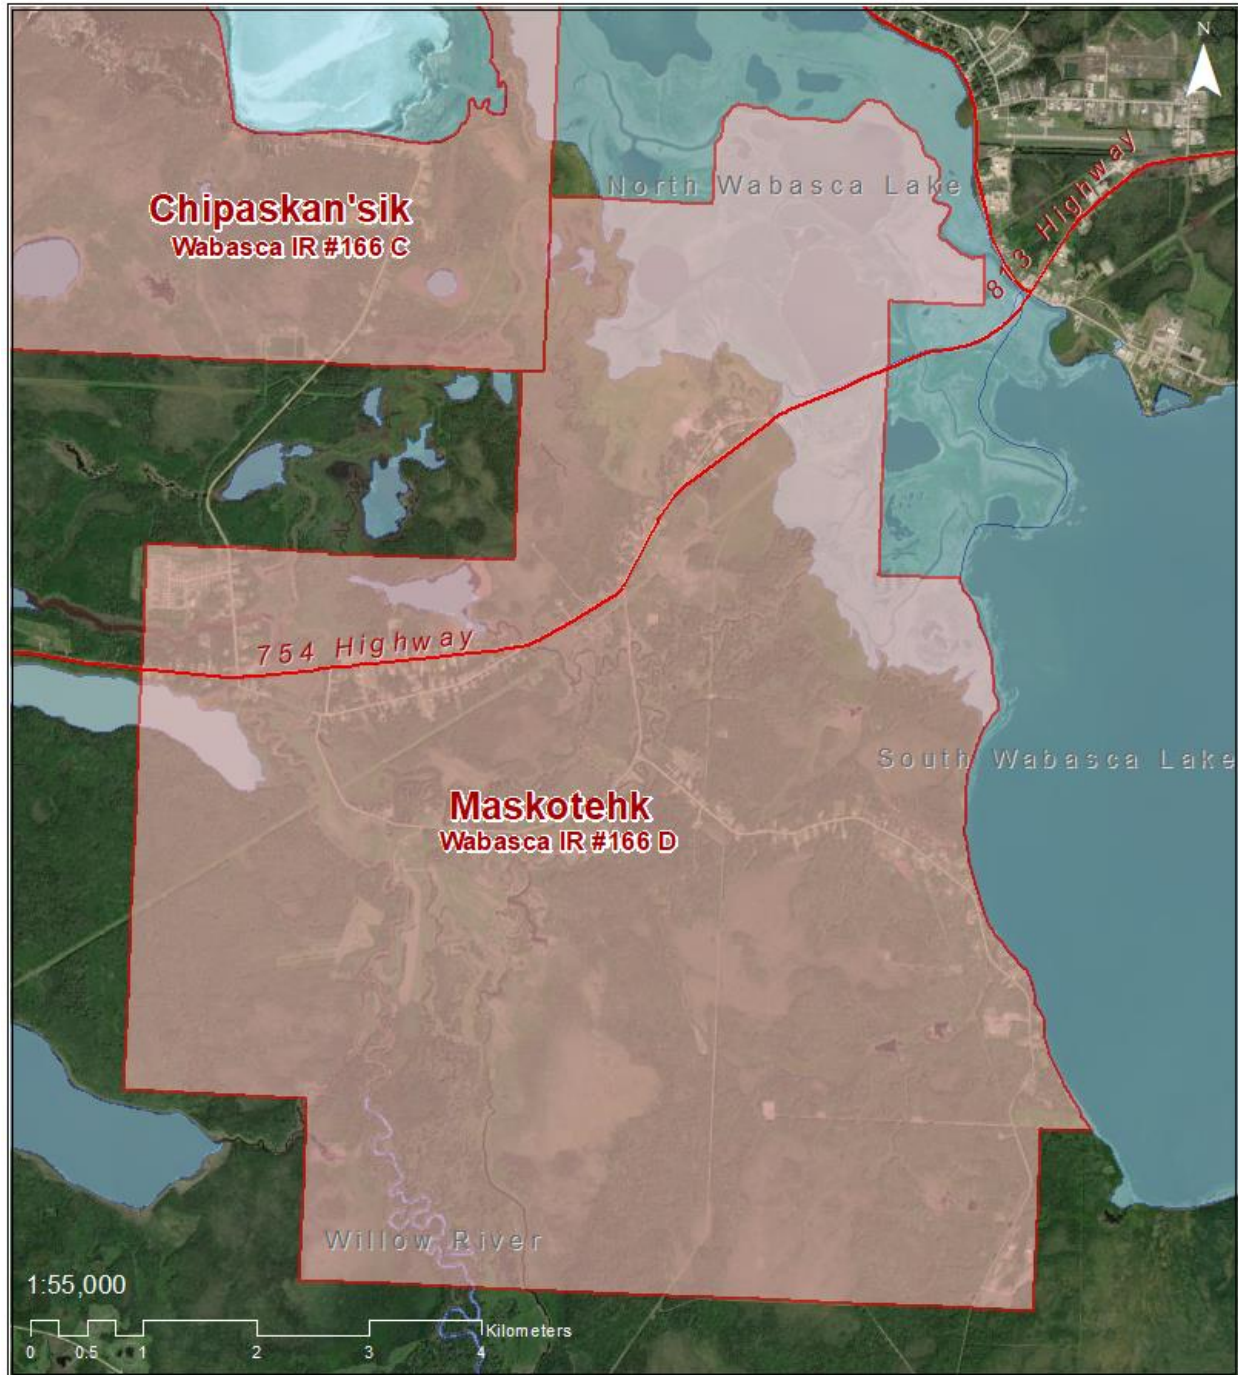 N
North Wabasca Lake
Chipaskan'sik
Wabasca IR #166 C
813 Highway
754 Highway
South Wabasca Lake
Maskotehk
Wabasca IR #166 D
Willow River
1:55,000
Kilometers
0 0.5 1 2 3 4